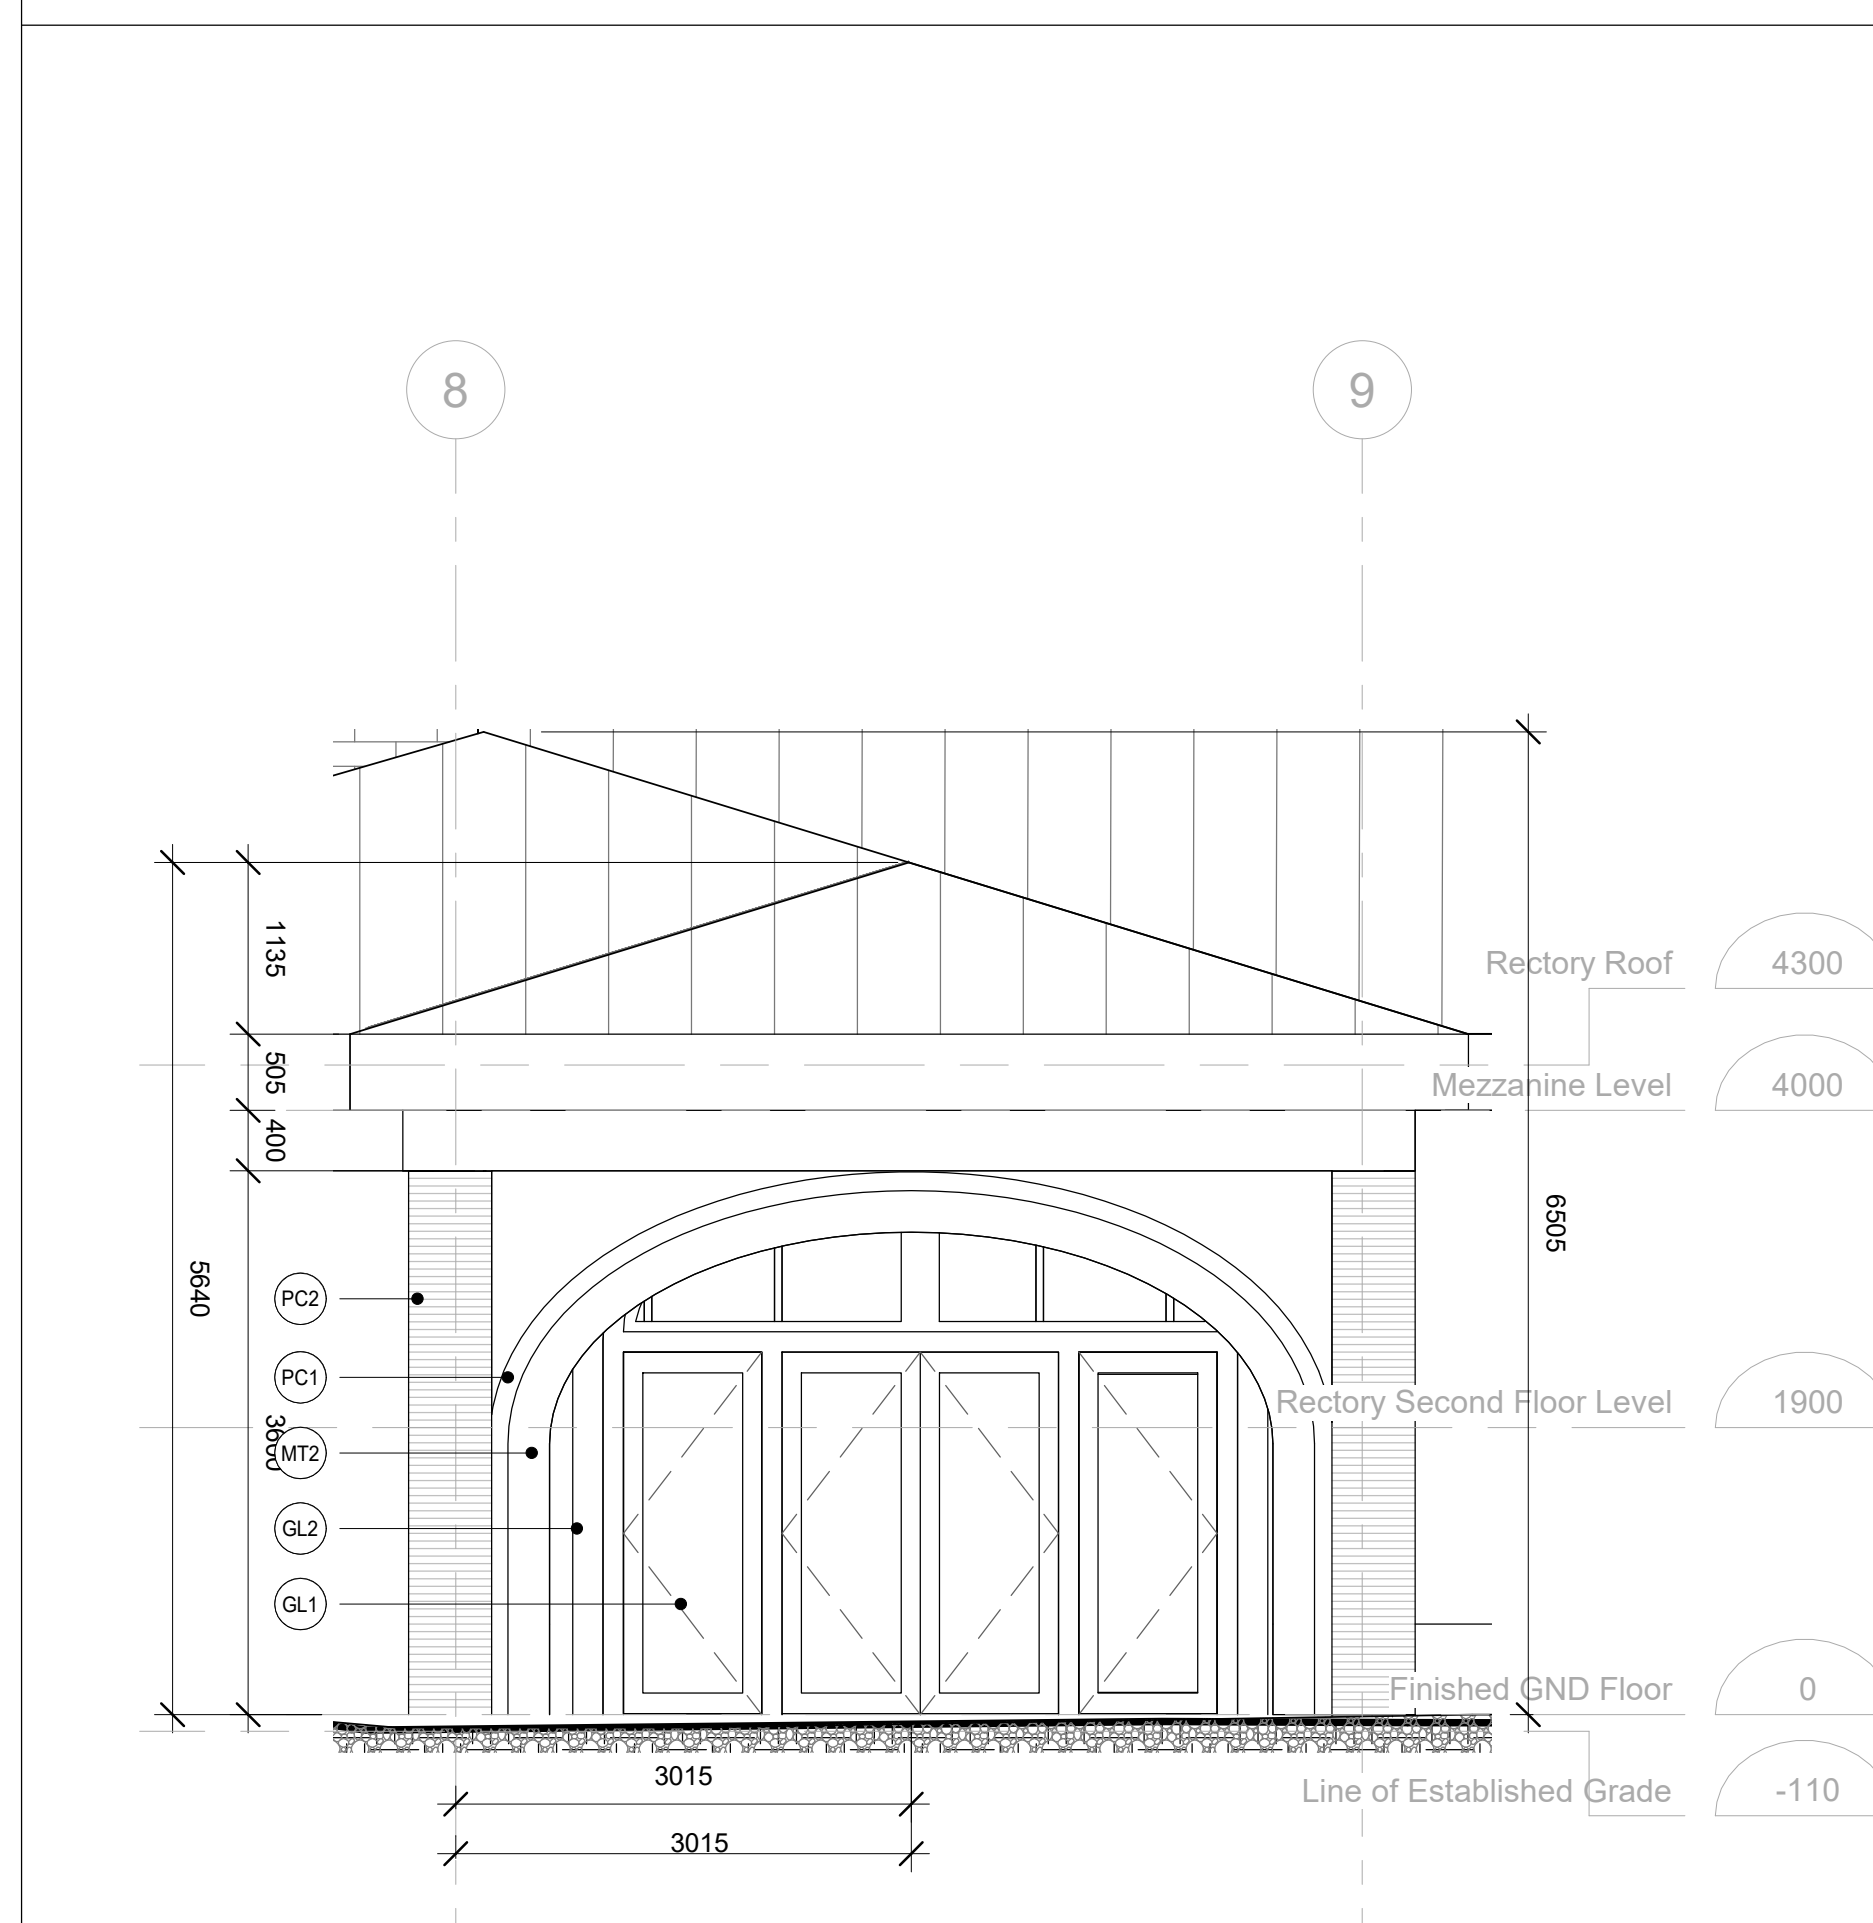 8
9
1135
505
400
5640
3600
6505
PC2
PC1
MT2
GL2
GL1
Rectory Roof 4300
Mezzanine Level 4000
Rectory Second Floor Level 1900
Finished GND Floor 0
Line of Established Grade -110
3015
3015